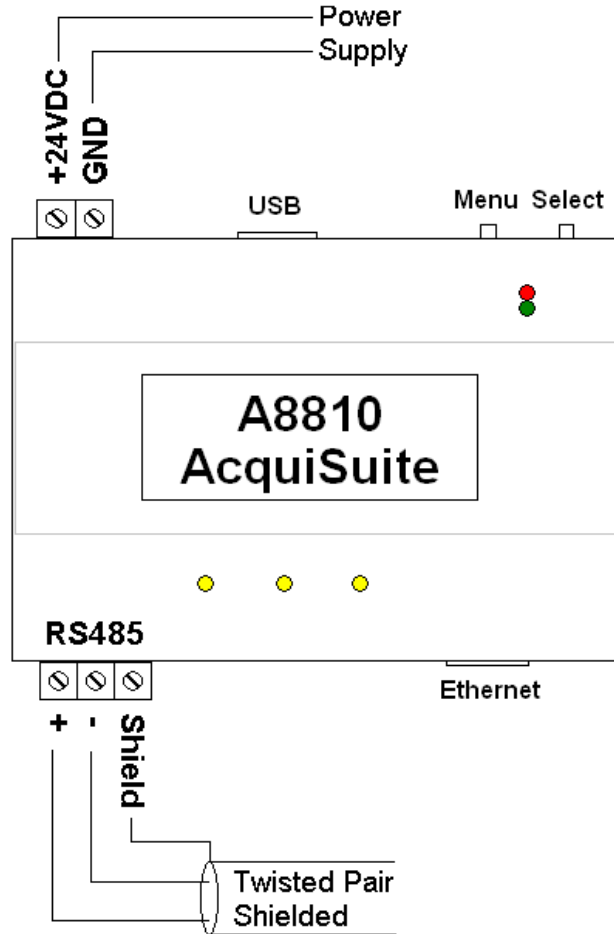 Power
Supply
+24VDC
GND
USB
Menu Select
A8810
AcquiSuite
RS485
Ethernet
+
-
Shield
Twisted Pair
Shielded